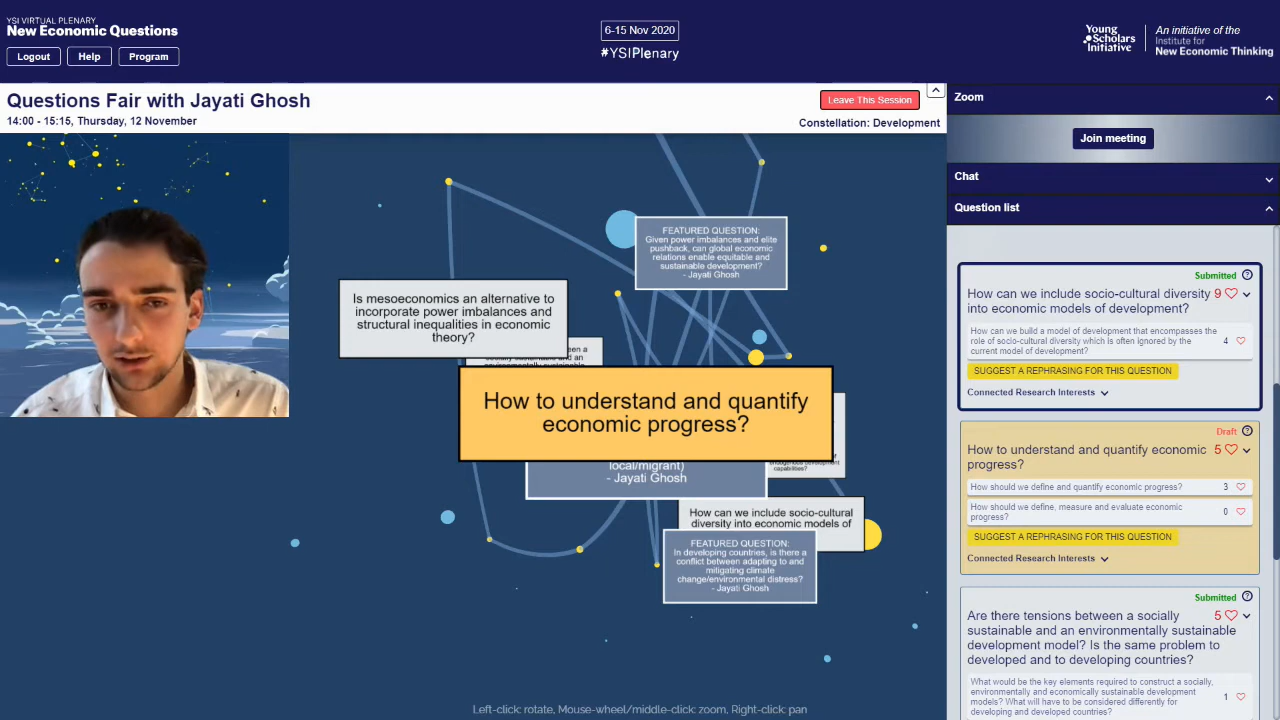 YSI VIRTUAL PLENARY
New Economic Questions
Logout
Help
Program
6-15 Nov 2020
#YSIPlenary
Young
Scholars
Initiative
An initiative of the
Institute for
New Economic Thinking
Questions Fair with Jayati Ghosh
14:00 - 15:15, Thursday, 12 November
Leave This Session
Constellation: Development
FEATURED QUESTION:
Given power imbalances and elite
pushback, can global economic
relations enable equitable and
sustainable development?
- Jayati Ghosh
Is mesoeconomics an alternative to
incorporate power imbalances and
structural inequalities in economic
theory?
How to understand and quantify
economic progress?
capabilities?
local/migrant)
- Jayati Ghosh
How can we include socio-cultural
diversity into economic models of
FEATURED QUESTION:
In developing countries, is there a
conflict between adapting to and
mitigating climate
change/environmental distress?
- Jayati Ghosh
Left-click: rotate, Mouse-wheel/middle-click: zoom, Right-click: pan
Zoom
Join meeting
Chat
Question list
Submitted
How can we include socio-cultural diversity 9
into economic models of development?
How can we build a model of development that encompasses the
role of socio-cultural diversity which is often ignored by the 4
current model of development?
SUGGEST A REPHRASING FOR THIS QUESTION
Connected Research Interests
Draft
How to understand and quantify economic 5
progress?
How should we define and quantify economic progress? 3
How should we define, measure and evaluate economic 0
progress?
SUGGEST A REPHRASING FOR THIS QUESTION
Connected Research Interests
Submitted
Are there tensions between a socially 5
sustainable and an environmentally sustainable
development model? Is the same problem to
developed and to developing countries?
What would be the key elements required to construct a socially,
environmentally and economically sustainable development 1
models? What will have to be considered differently for
developing and developed countries?